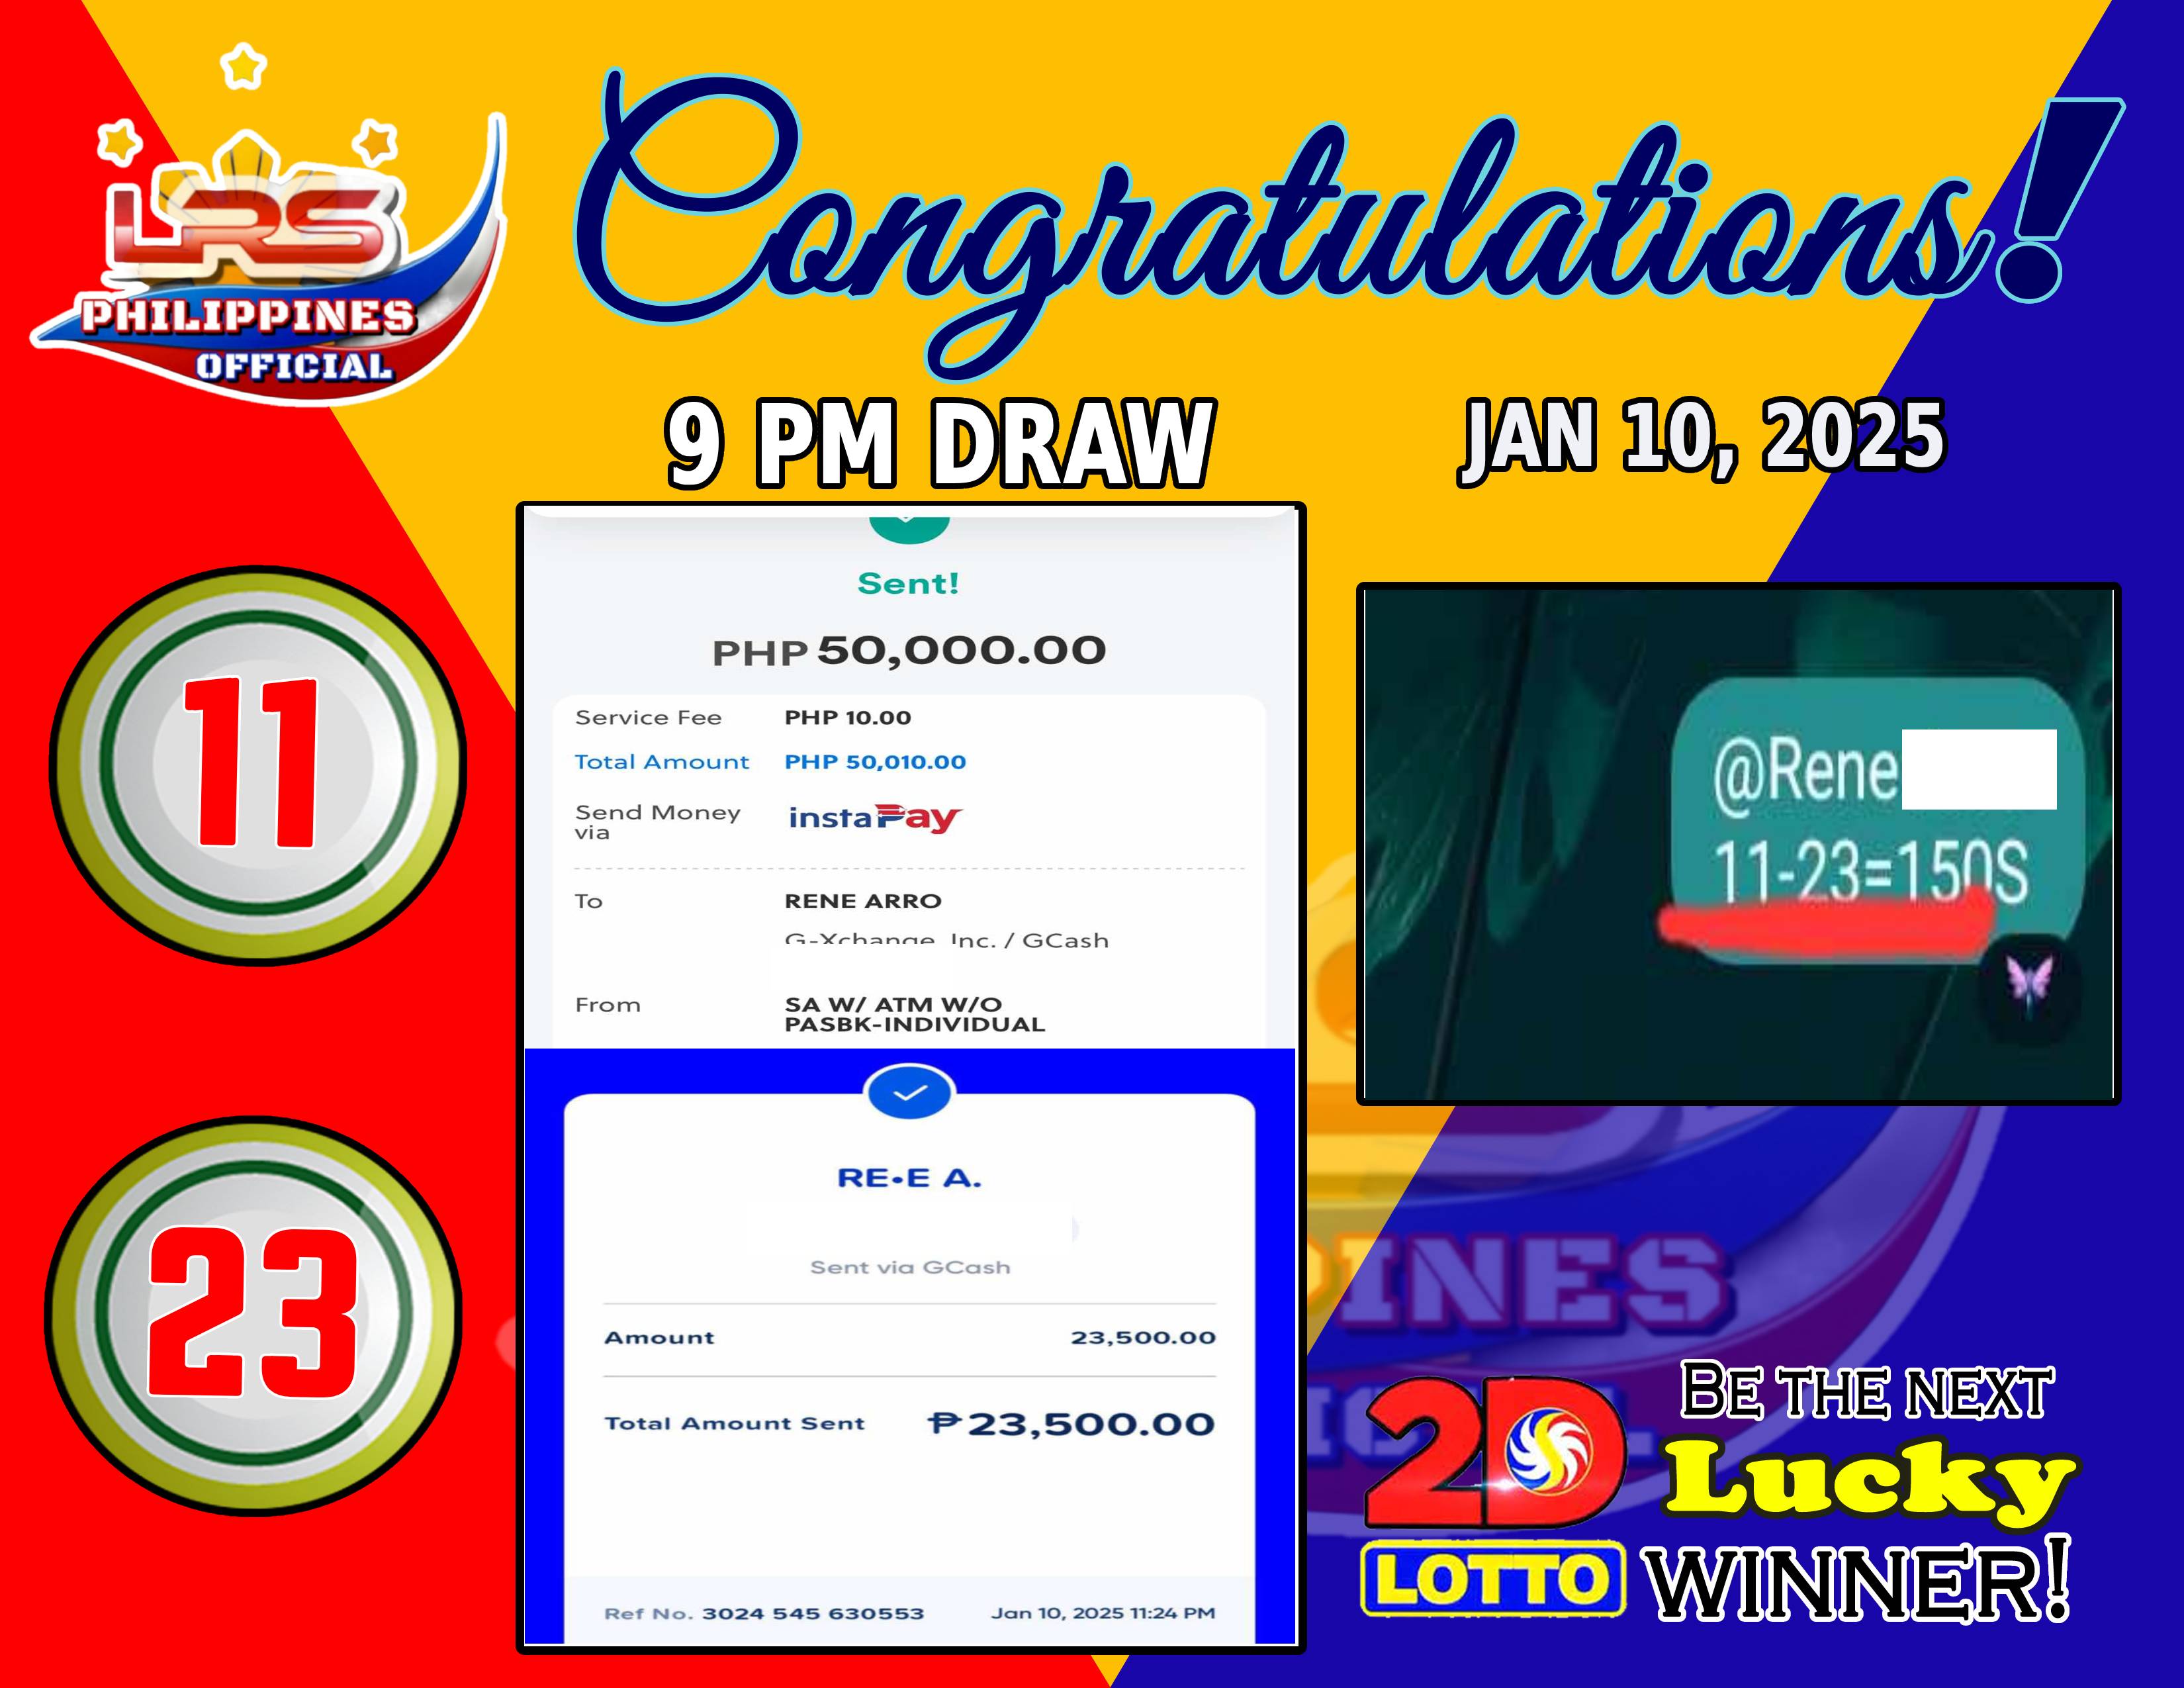 LRS
PHILIPPINES
OFFICIAL
Congratulations!
9 PM DRAW
JAN 10, 2025
11
23
Sent!
PHP 50,000.00
Service Fee PHP 10.00
Total Amount PHP 50,010.00
Send Money via instaPay
To RENE ARRO
G-Xchange, Inc. / GCash
From SA W/ ATM W/O
PASBK-INDIVIDUAL
RE•E A.
Sent via GCash
Amount 23,500.00
Total Amount Sent ₱23,500.00
Ref No. 3024 545 630553 Jan 10, 2025 11:24 PM
@Rene
11-23=150S
PINES
2D
LOTTO
BE THE NEXT
Lucky
WINNER!